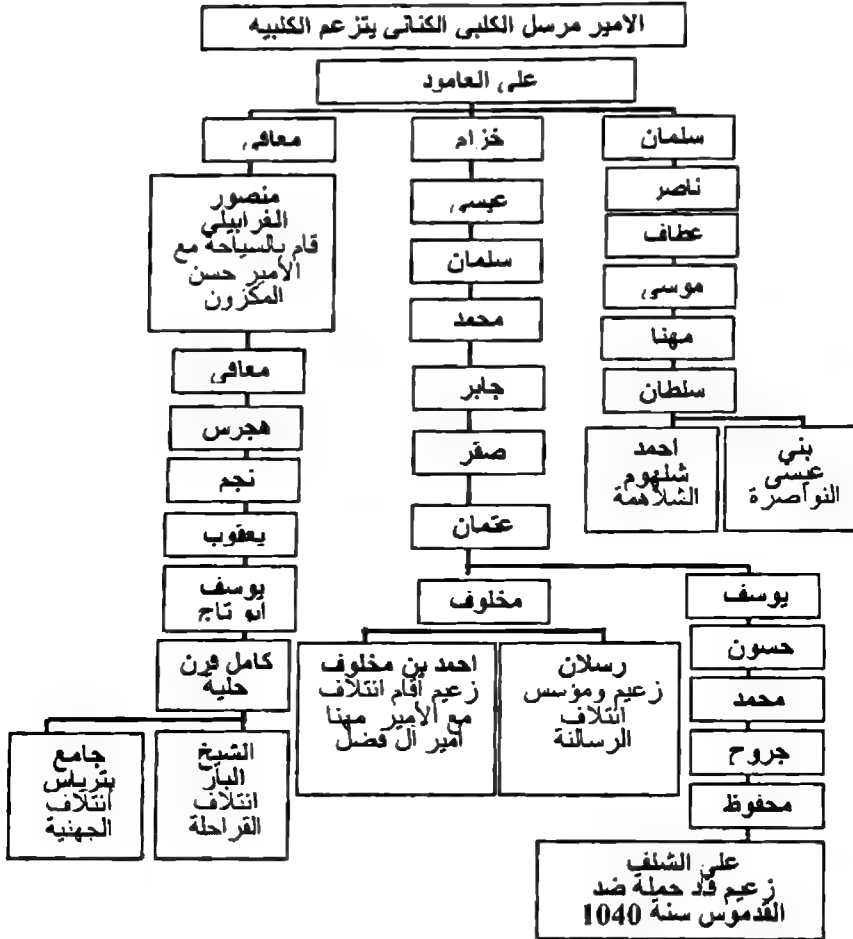 الامير مرسل الكلبى الكنانى يتزعم الكلبيه
على العامود
سلمان
خزام
معافى
ناصر
عطاف
موسى
مهنا
سلطان
بني
عيسى
النواصرة
احمد
شلهوم
الشلاهمة
عيسى
سلمان
محمد
جابر
صقر
عثمان
يوسف
حسون
محمد
جروح
محفوظ
على الشلف
زعيم قاد حملة ضد
القدموس سنة 1040
مخلوف
رسلان
زعيم ومؤسس
ائتلاف
الرسالنة
احمد بن مخلوف
زعيم أقام ائتلاف
مع الأمير مهنا
أمير آل فضل
منصور
الغرابيلي
قام بالسياحة مع
الأمير حسن
المكزون
معافى
هجرس
نجم
يعقوب
يوسف
ابو تاج
كامل قرن
حلية
الشيخ
البار
ائتلاف
القراحلة
جامع
بترياس
ائتلاف
الجهنية